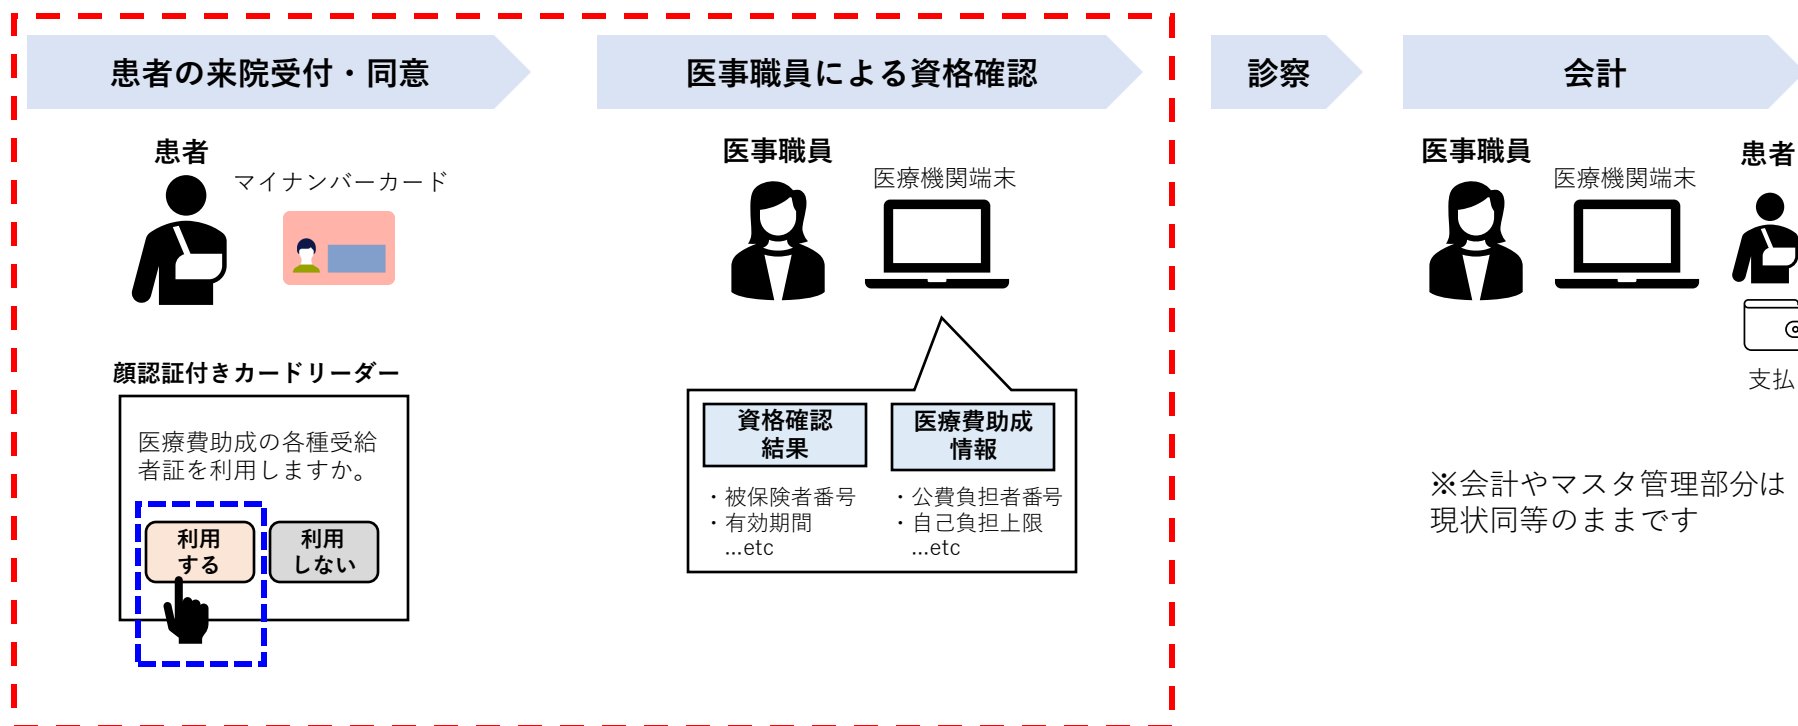 患者の来院受付・同意
医事職員による資格確認
診察
会計
患者
マイナンバーカード
顔認証付きカードリーダー
医療費助成の各種受給
者証を利用しますか。
利用
する
利用
しない
医事職員
医療機関端末
資格確認
結果
・被保険者番号
・有効期間
...etc
医療費助成
情報
・公費負担者番号
・自己負担上限
...etc
医事職員
医療機関端末
患者
支払
※会計やマスタ管理部分は
現状同等のままです